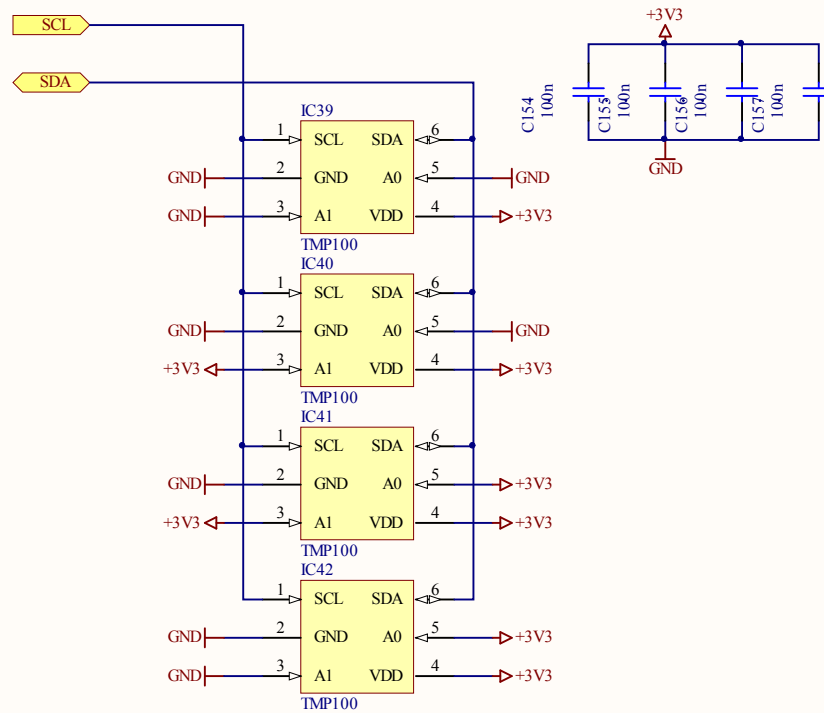 SCL
SDA
+3V3
C154 100n
C155 100n
C156 100n
C157 100n
GND
IC39
1 SCL SDA 6
GND 2 GND A0 5 GND
GND 3 A1 VDD 4 +3V3
TMP100
IC40
1 SCL SDA 6
GND 2 GND A0 5 GND
+3V3 3 A1 VDD 4 +3V3
TMP100
IC41
1 SCL SDA 6
GND 2 GND A0 5 +3V3
+3V3 3 A1 VDD 4 +3V3
TMP100
IC42
1 SCL SDA 6
GND 2 GND A0 5 +3V3
GND 3 A1 VDD 4 +3V3
TMP100